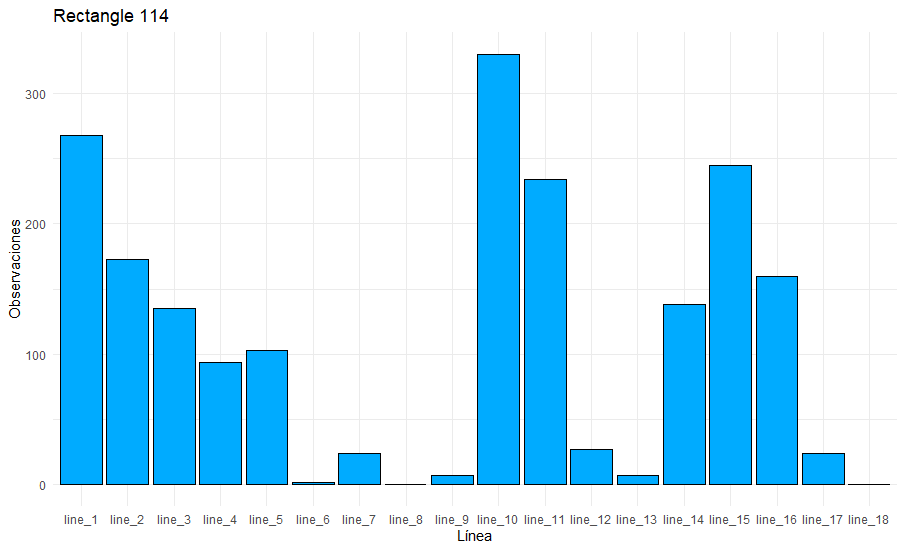 Rectangle 114
Observaciones
300
200
100
0
line_1 line_2 line_3 line_4 line_5 line_6 line_7 line_8 line_9 line_10 line_11 line_12 line_13 line_14 line_15 line_16 line_17 line_18
Línea